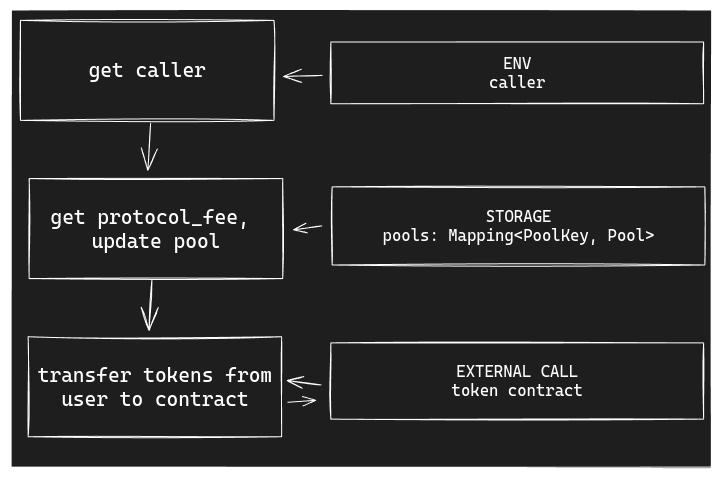 get caller
ENV
caller
get protocol_fee,
update pool
STORAGE
pools: Mapping<PoolKey, Pool>
transfer tokens from
user to contract
EXTERNAL CALL
token contract